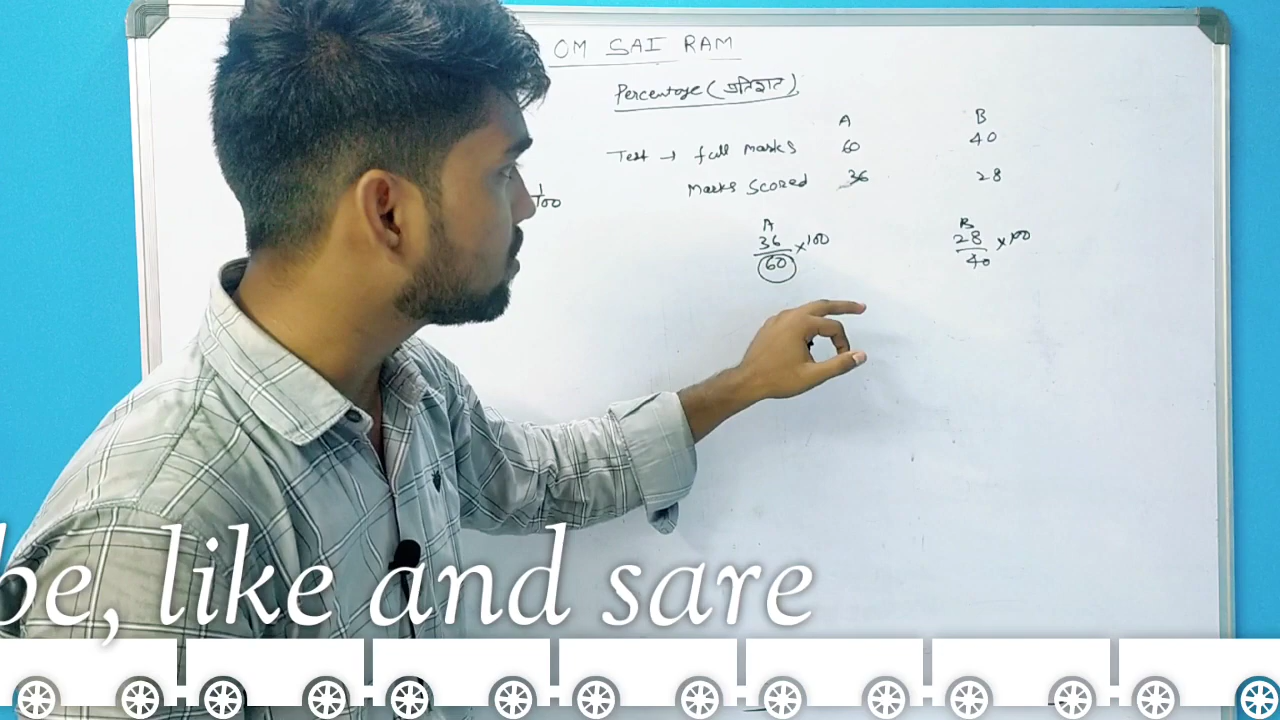 OM SAI RAM
Percentage (प्रतिशत)
A B
Test → full marks 60 40
Marks scored 36 28
1/100
A B
36/60 × 100 28/40 × 100
be, like and sare